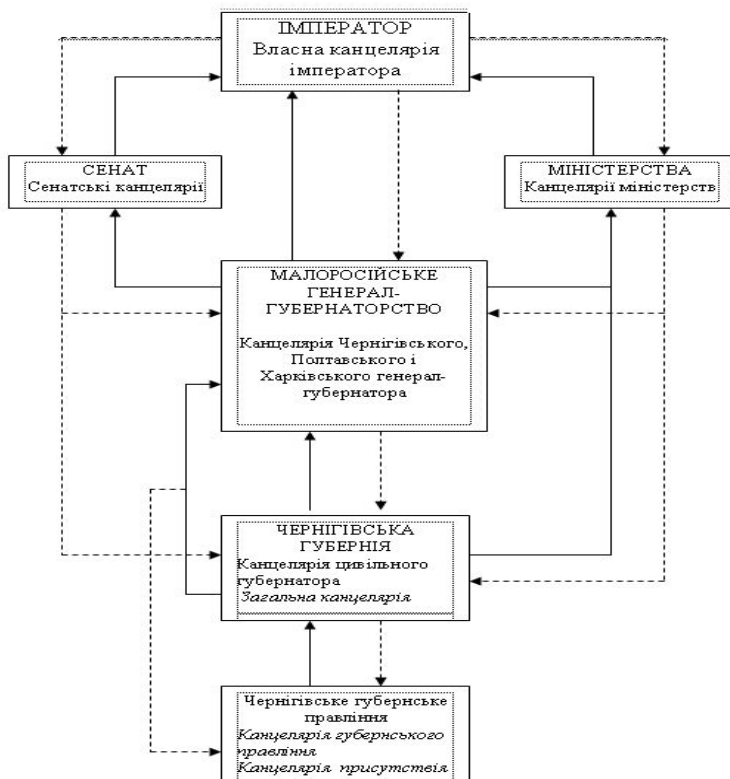 ІМПЕРАТОР
Власна канцелярія
імператора
СЕНАТ
Сенатські канцелярії
МІНІСТЕРСТВА
Канцелярії міністерств
МАЛОРОСІЙСЬКЕ
ГЕНЕРАЛ-
ГУБЕРНАТОРСТВО
Канцелярія Чернігівського,
Полтавського і
Харківського генерал-
губернатора
ЧЕРНІГІВСЬКА
ГУБЕРНІЯ
Канцелярія цивільного
губернатора
Загальна канцелярія
Чернігівське губернське
правління
Канцелярія губернського
правління
Канцелярія присутствія